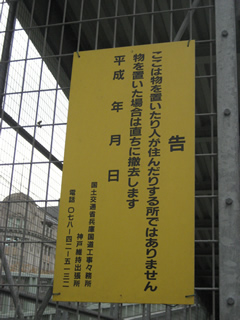 告
ここは物を置いたり人が住んだりする所ではありません
物を置いた場合は直ちに撤去します
平成 年 月 日
国土交通省兵庫国道工事々務所
神戸維持出張所
電話 〇七八-四二-五一三二